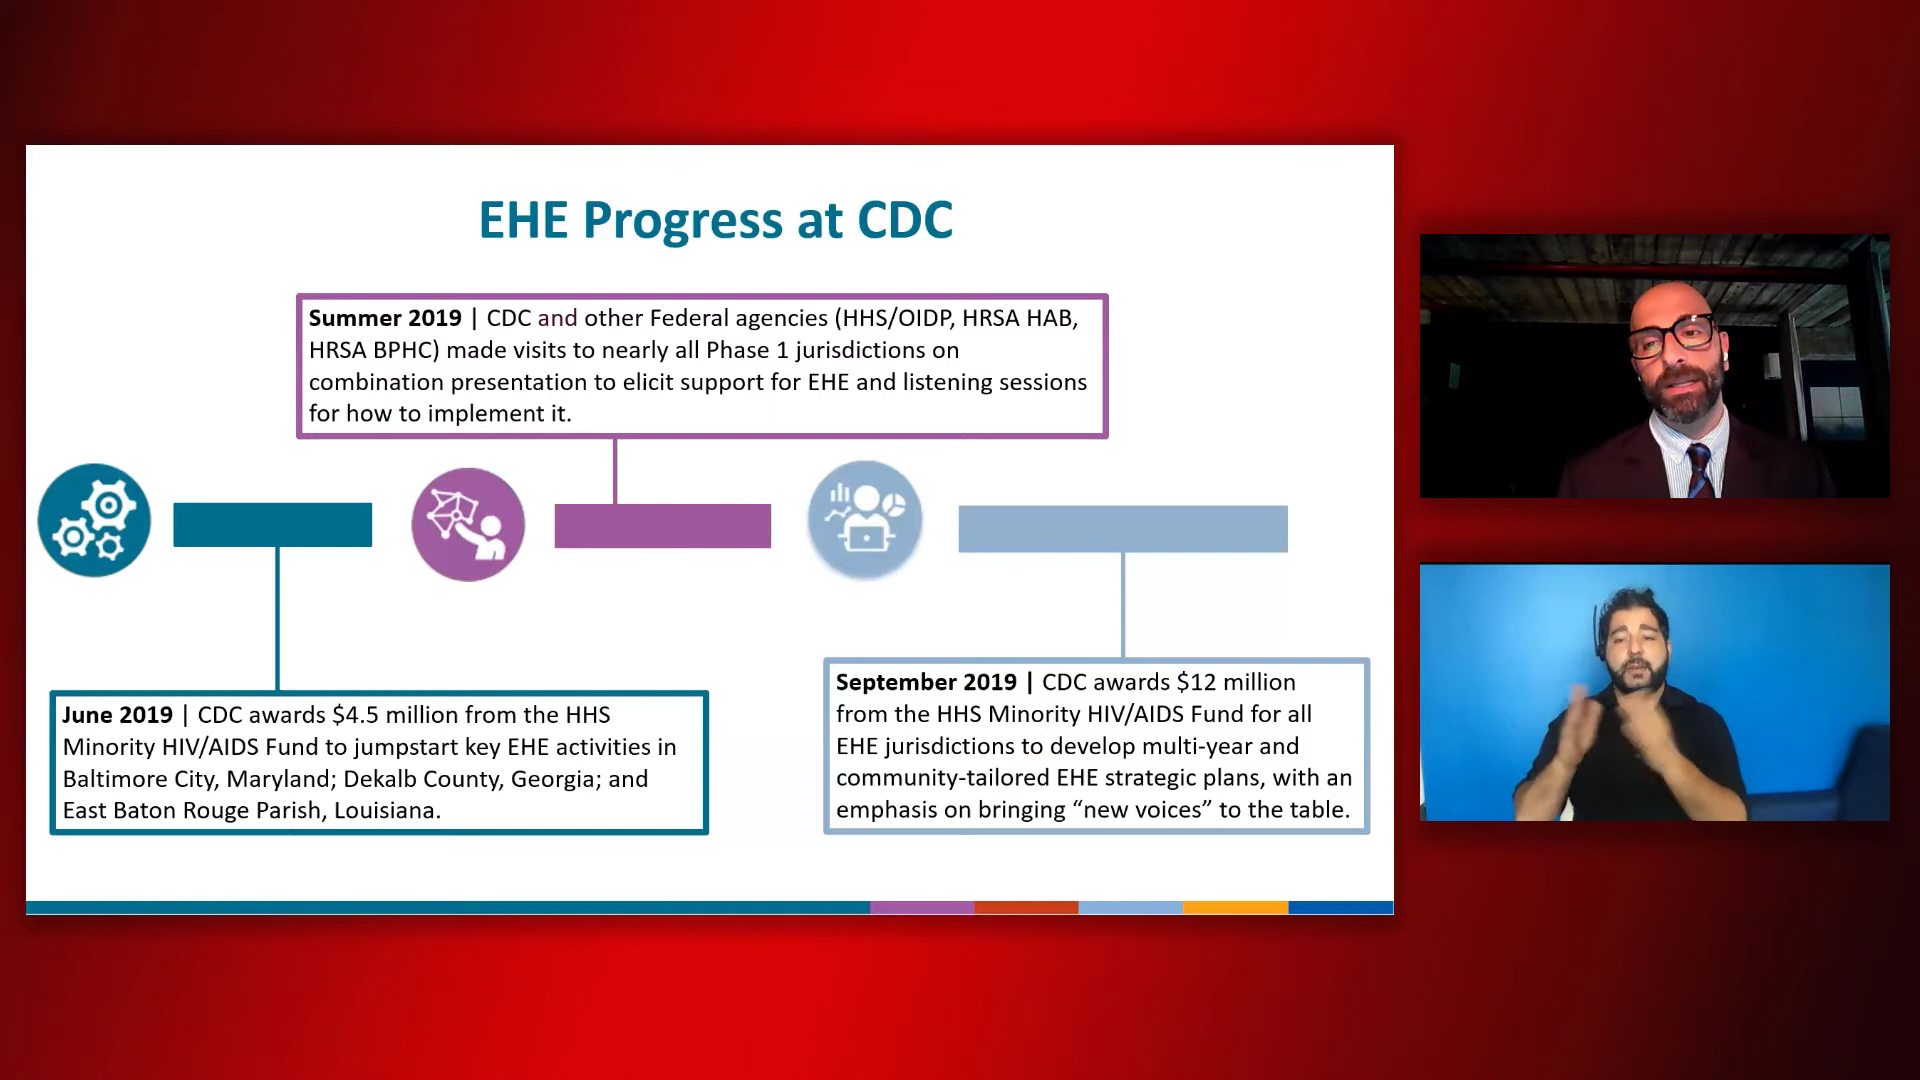 EHE Progress at CDC
Summer 2019 | CDC and other Federal agencies (HHS/OIDP, HRSA HAB,
HRSA BPHC) made visits to nearly all Phase 1 jurisdictions on
combination presentation to elicit support for EHE and listening sessions
for how to implement it.
June 2019 | CDC awards $4.5 million from the HHS
Minority HIV/AIDS Fund to jumpstart key EHE activities in
Baltimore City, Maryland; Dekalb County, Georgia; and
East Baton Rouge Parish, Louisiana.
September 2019 | CDC awards $12 million
from the HHS Minority HIV/AIDS Fund for all
EHE jurisdictions to develop multi-year and
community-tailored EHE strategic plans, with an
emphasis on bringing “new voices” to the table.